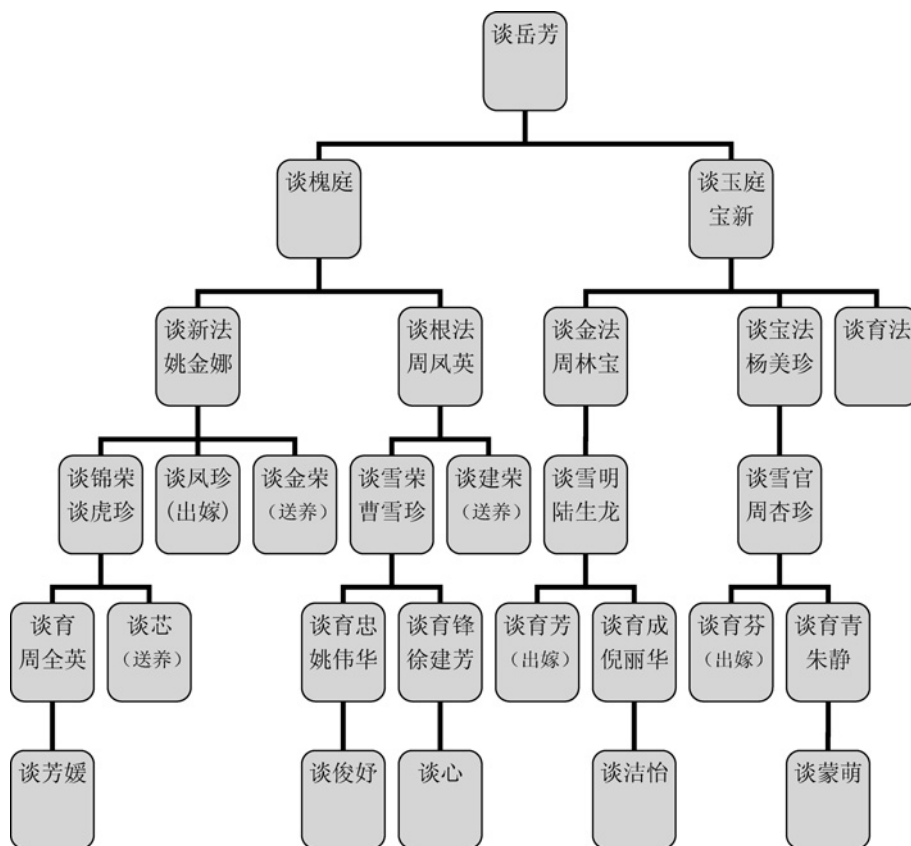 谈岳芳
谈槐庭
谈玉庭
宝新
谈新法
姚金娜
谈根法
周凤英
谈金法
周林宝
谈宝法
杨美珍
谈育法
谈锦荣
谈虎珍
谈凤珍
(出嫁)
谈金荣
（送养）
谈雪荣
曹雪珍
谈建荣
（送养）
谈雪明
陆生龙
谈雪官
周杏珍
谈育
周全英
谈芯
（送养）
谈育忠
姚伟华
谈育锋
徐建芳
谈育芳
（出嫁）
谈育成
倪丽华
谈育芬
（出嫁）
谈育青
朱静
谈芳媛
谈俊妤
谈心
谈洁怡
谈蒙萌